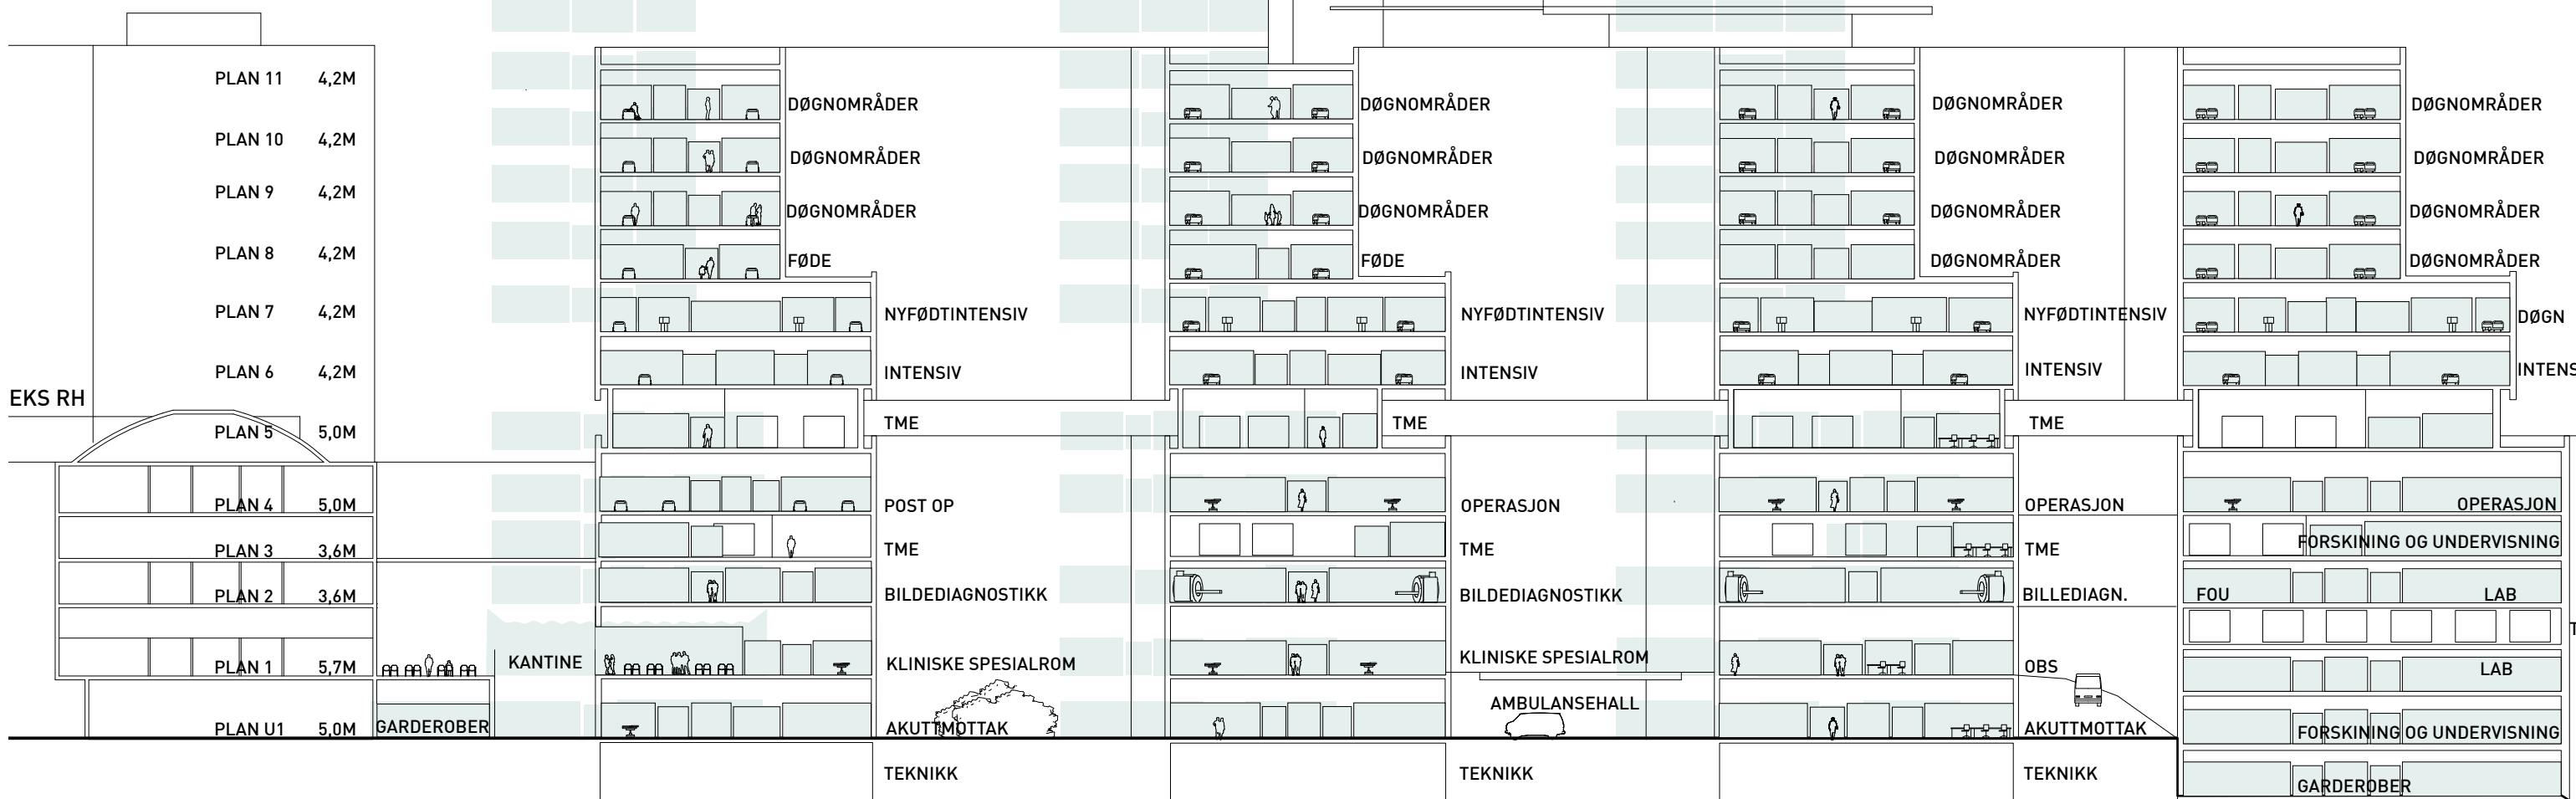 PLAN 11 4,2M
DØGNOMRÅDER DØGNOMRÅDER DØGNOMRÅDER DØGNOMRÅDER
PLAN 10 4,2M
DØGNOMRÅDER DØGNOMRÅDER DØGNOMRÅDER DØGNOMRÅDER
PLAN 9 4,2M
DØGNOMRÅDER DØGNOMRÅDER DØGNOMRÅDER DØGNOMRÅDER
PLAN 8 4,2M
FØDE FØDE DØGNOMRÅDER DØGNOMRÅDER
PLAN 7 4,2M NYFØDTINTENSIV NYFØDTINTENSIV NYFØDTINTENSIV DØGN
PLAN 6 4,2M INTENSIV INTENSIV INTENSIV INTENS
EKS RH
PLAN 5 5,0M TME TME TME
PLAN 4 5,0M POST OP OPERASJON OPERASJON OPERASJON
PLAN 3 3,6M TME TME TME FORSKINING OG UNDERVISNING
PLAN 2 3,6M BILDEDIAGNOSTIKK BILDEDIAGNOSTIKK BILLEDIAGN. FOU LAB
T
PLAN 1 5,7M KANTINE KLINISKE SPESIALROM KLINISKE SPESIALROM OBS LAB
AMBULANSEHALL
PLAN U1 5,0M GARDEROBER AKUTTMOTTAK AKUTTMOTTAK FORSKINING OG UNDERVISNING
TEKNIKK TEKNIKK TEKNIKK GARDEROBER